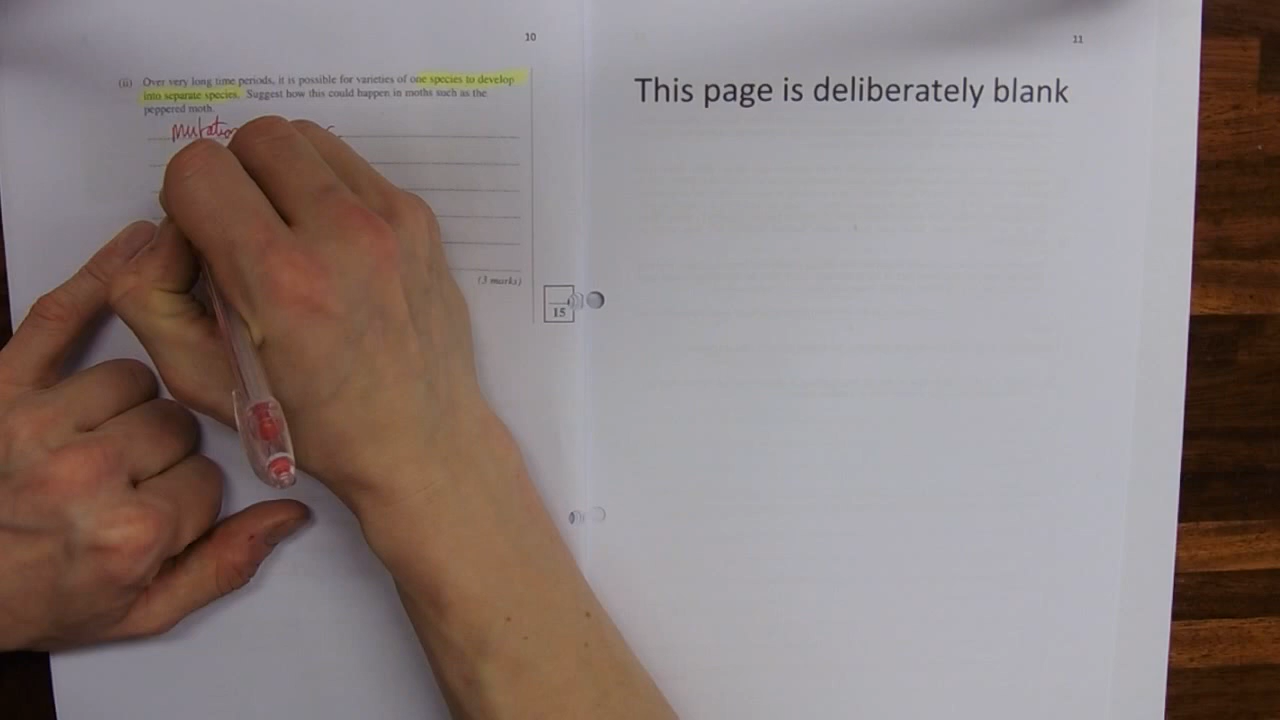 10
(ii) Over very long time periods, it is possible for varieties of one species to develop
into separate species. Suggest how this could happen in moths such as the
peppered moth.
(3 marks)
15
11
This page is deliberately blank